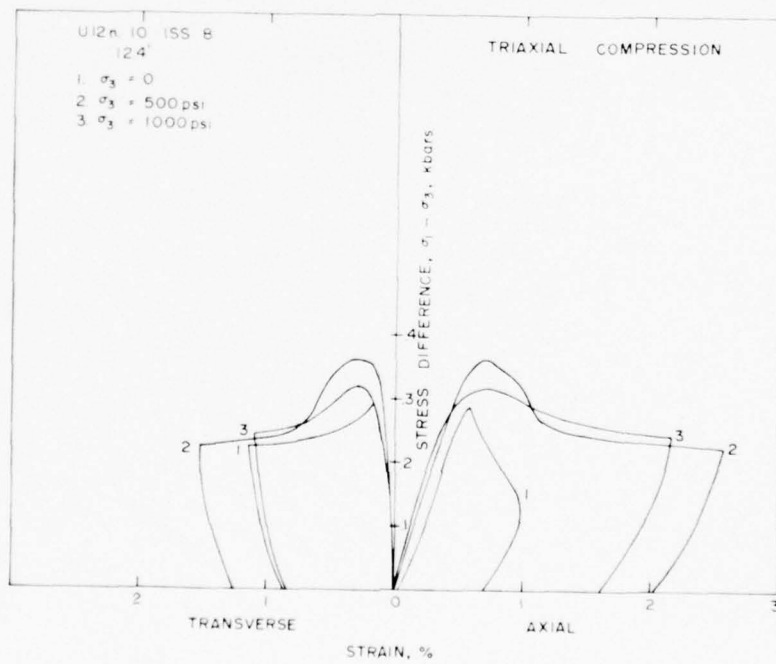 U12n. 10 ISS 8
124'
1. σ3 = 0
2. σ3 = 500 psi
3. σ3 = 1000 psi
TRIAXIAL COMPRESSION
STRESS DIFFERENCE, σ1 - σ3, kbars
4
3
2
1
3
2
1
1
3
2
2
1
0
1
2
3
TRANSVERSE
AXIAL
STRAIN, %